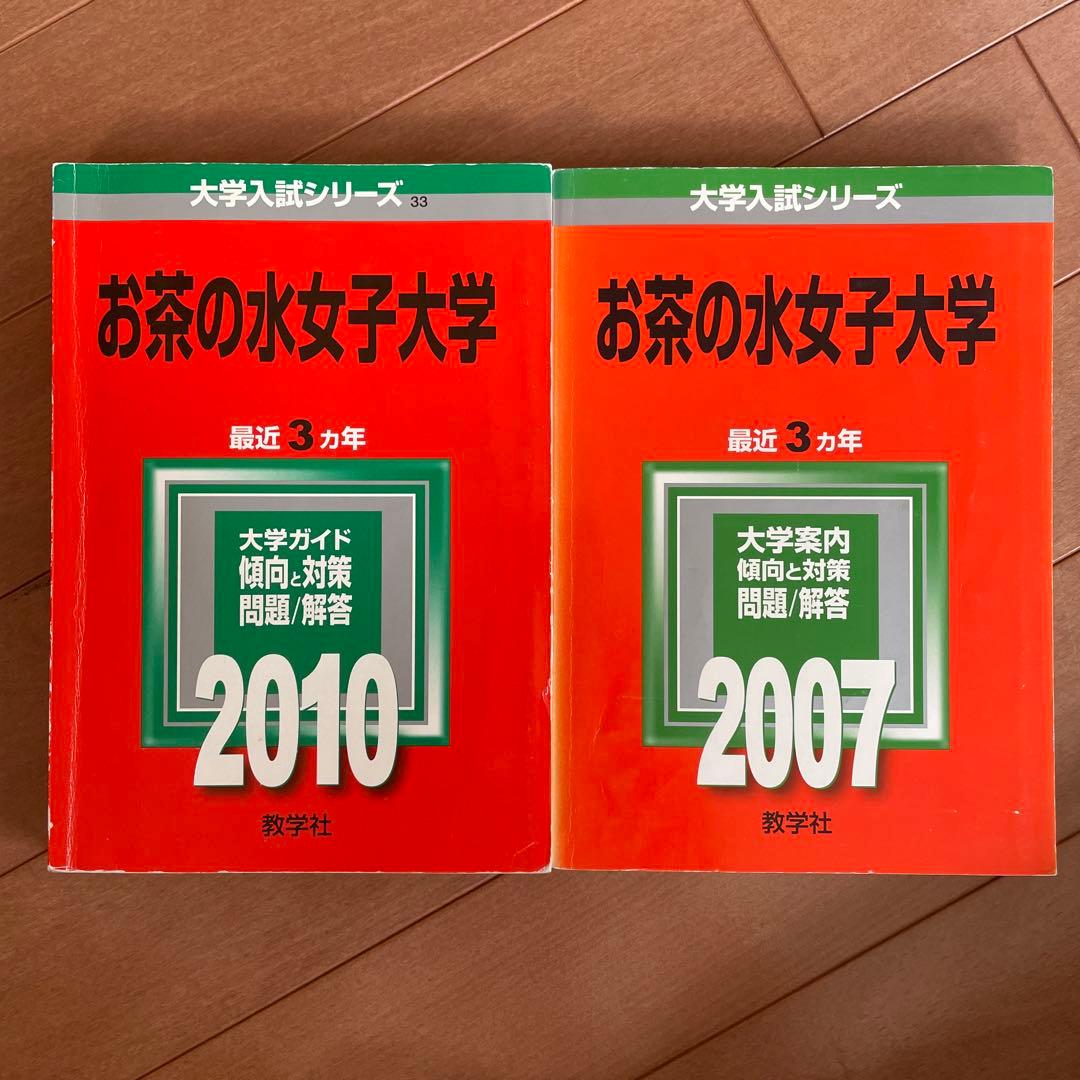 大学入試シリーズ 33
お茶の水女子大学
最近3ヵ年
大学ガイド
傾向と対策
問題/解答
2010
教学社
大学入試シリーズ
お茶の水女子大学
最近3ヵ年
大学案内
傾向と対策
問題/解答
2007
教学社